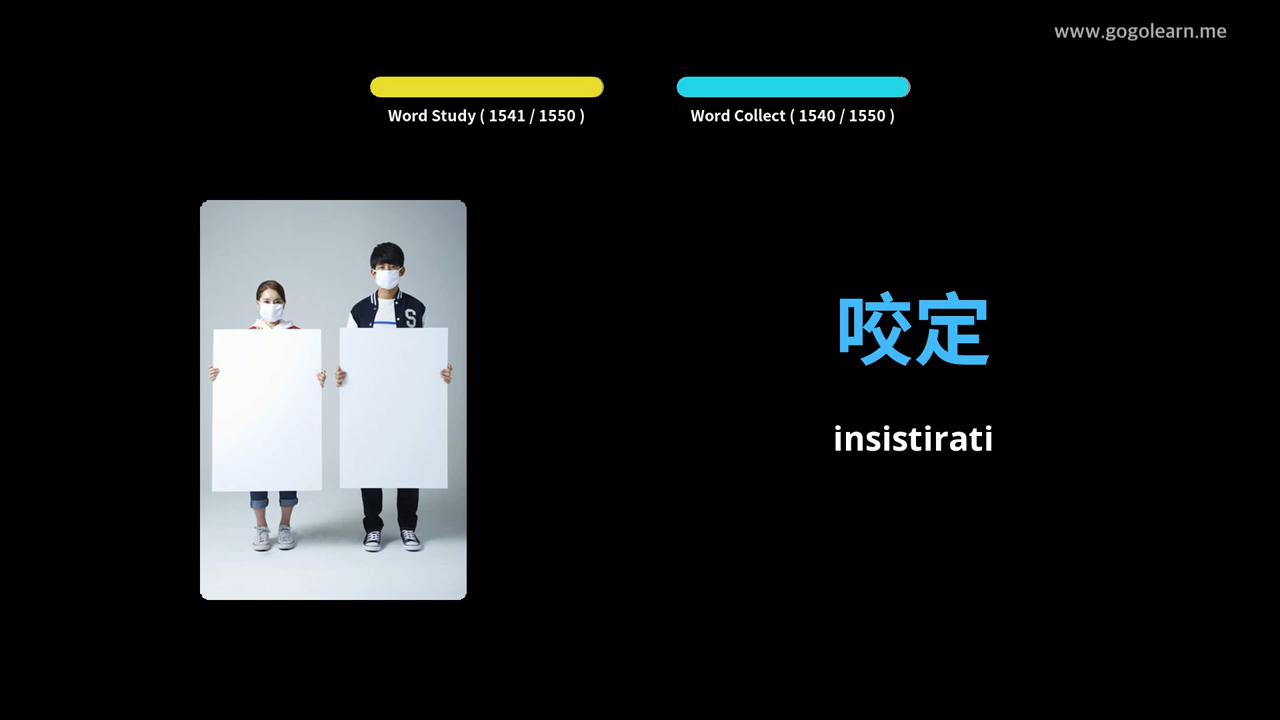 www.gogolearn.me
Word Study ( 1541 / 1550 )
Word Collect ( 1540 / 1550 )
S
咬定
insistirati